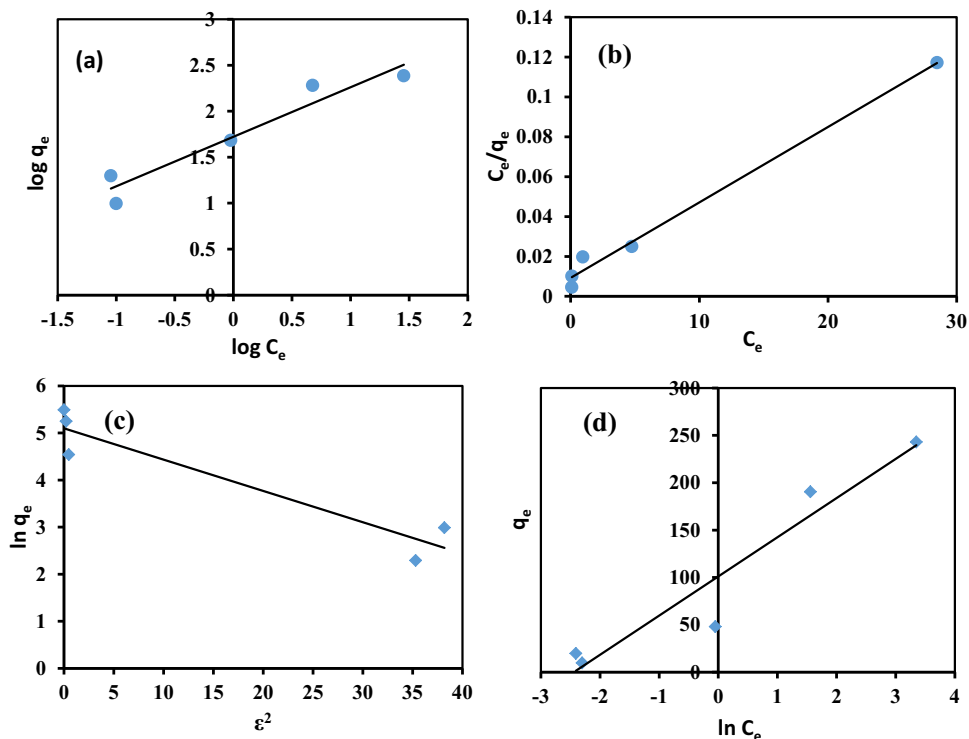 (a)
3
2.5
2
1.5
1
0.5
0
-1.5 -1 -0.5 0 0.5 1 1.5 2
log qₑ
log Cₑ
(b)
0.14
0.12
0.1
0.08
0.06
0.04
0.02
0
0 10 20 30
Cₑ/qₑ
Cₑ
(c)
6
5
4
3
2
1
0
0 5 10 15 20 25 30 35 40
ln qₑ
ε²
(d)
300
250
200
150
100
50
0
-3 -2 -1 0 1 2 3 4
qₑ
ln Cₑ